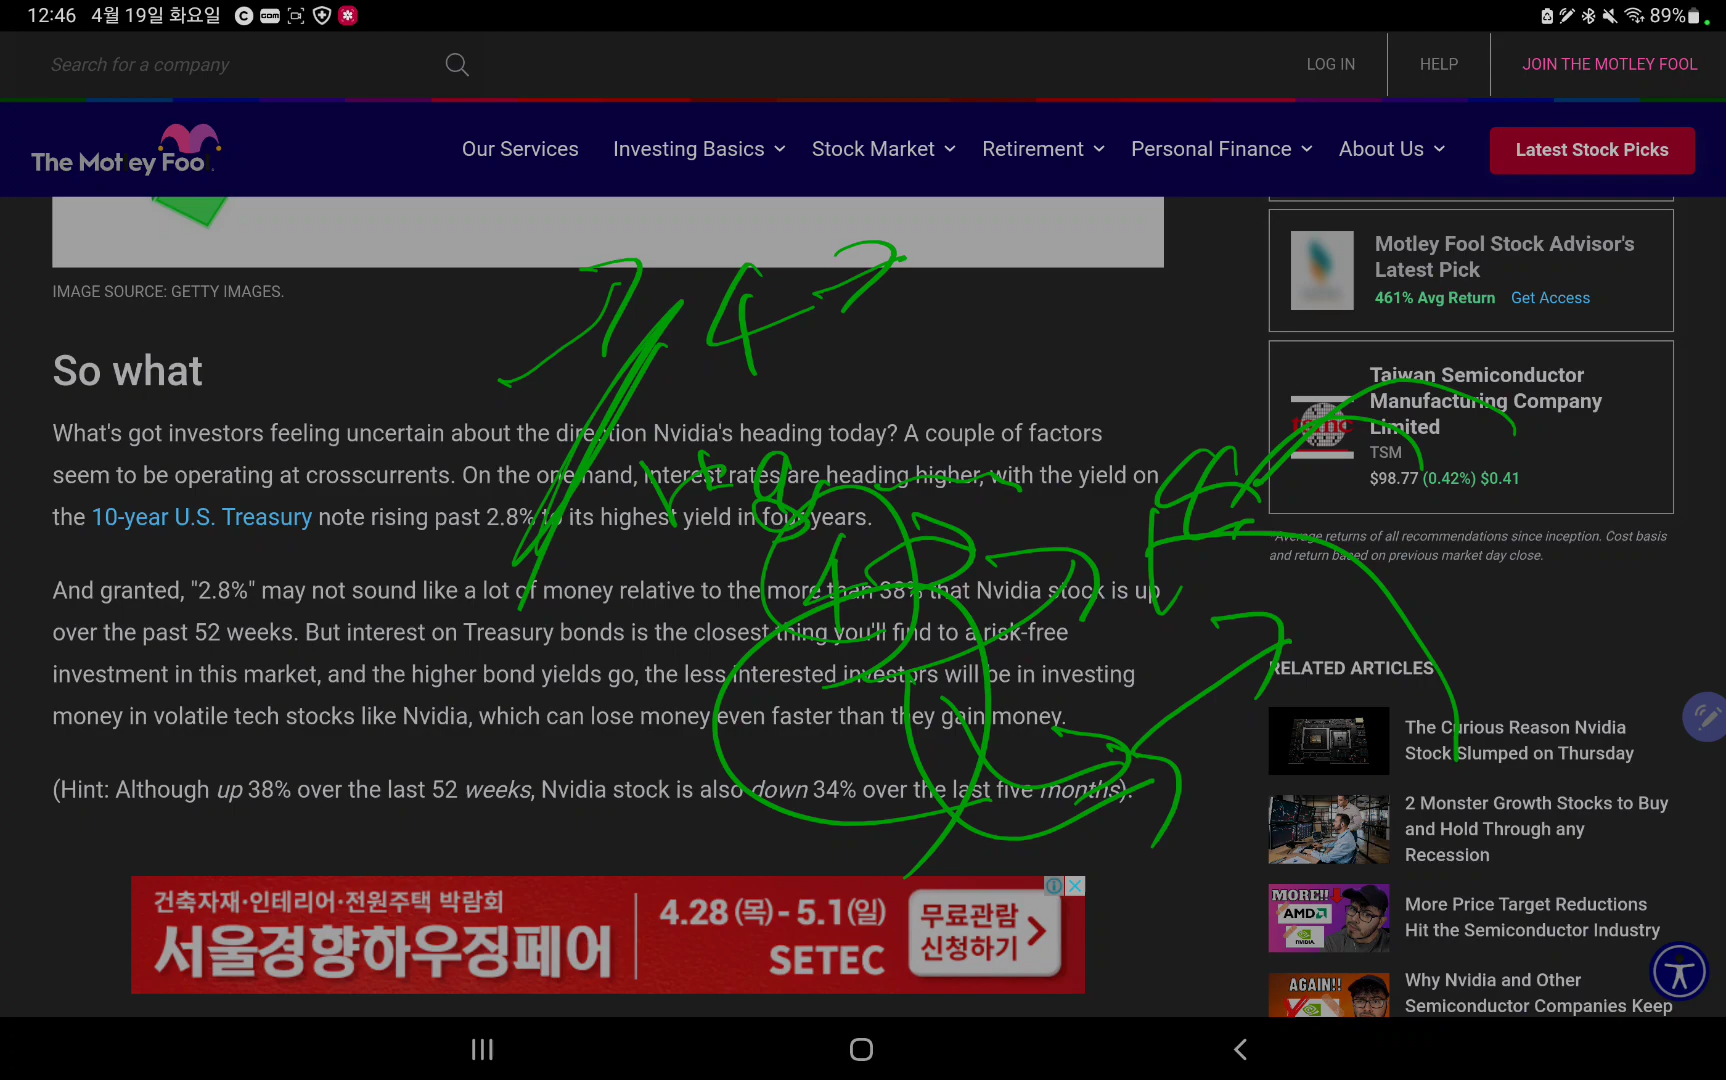 12:46 4월 19일 화요일
89%
Search for a company
LOG IN
HELP
JOIN THE MOTLEY FOOL
The Mot ey Foo
Our Services
Investing Basics
Stock Market
Retirement
Personal Finance
About Us
Latest Stock Picks
IMAGE SOURCE: GETTY IMAGES.
So what
What's got investors feeling uncertain about the direction Nvidia's heading today? A couple of factors
seem to be operating at crosscurrents. On the one hand, interest rates are heading higher, with the yield on
the 10-year U.S. Treasury note rising past 2.8% to its highest yield in four years.
And granted, "2.8%" may not sound like a lot of money relative to the more than 38% that Nvidia stock is up
over the past 52 weeks. But interest on Treasury bonds is the closest thing you'll find to a risk-free
investment in this market, and the higher bond yields go, the less interested investors will be in investing
money in volatile tech stocks like Nvidia, which can lose money even faster than they gain money.
(Hint: Although up 38% over the last 52 weeks, Nvidia stock is also down 34% over the last five months).
건축자재·인테리어·전원주택 박람회
서울경향하우징페어
4.28(목) - 5.1(일)
SETEC
무료관람
신청하기
Motley Fool Stock Advisor's
Latest Pick
461% Avg Return Get Access
Taiwan Semiconductor
Manufacturing Company
Limited
TSM
$98.77 (0.42%) $0.41
*Average returns of all recommendations since inception. Cost basis
and return based on previous market day close.
RELATED ARTICLES
The Curious Reason Nvidia
Stock Slumped on Thursday
2 Monster Growth Stocks to Buy
and Hold Through any
Recession
MORE!!
AMD
NVIDIA
More Price Target Reductions
Hit the Semiconductor Industry
AGAIN!!
Why Nvidia and Other
Semiconductor Companies Keep